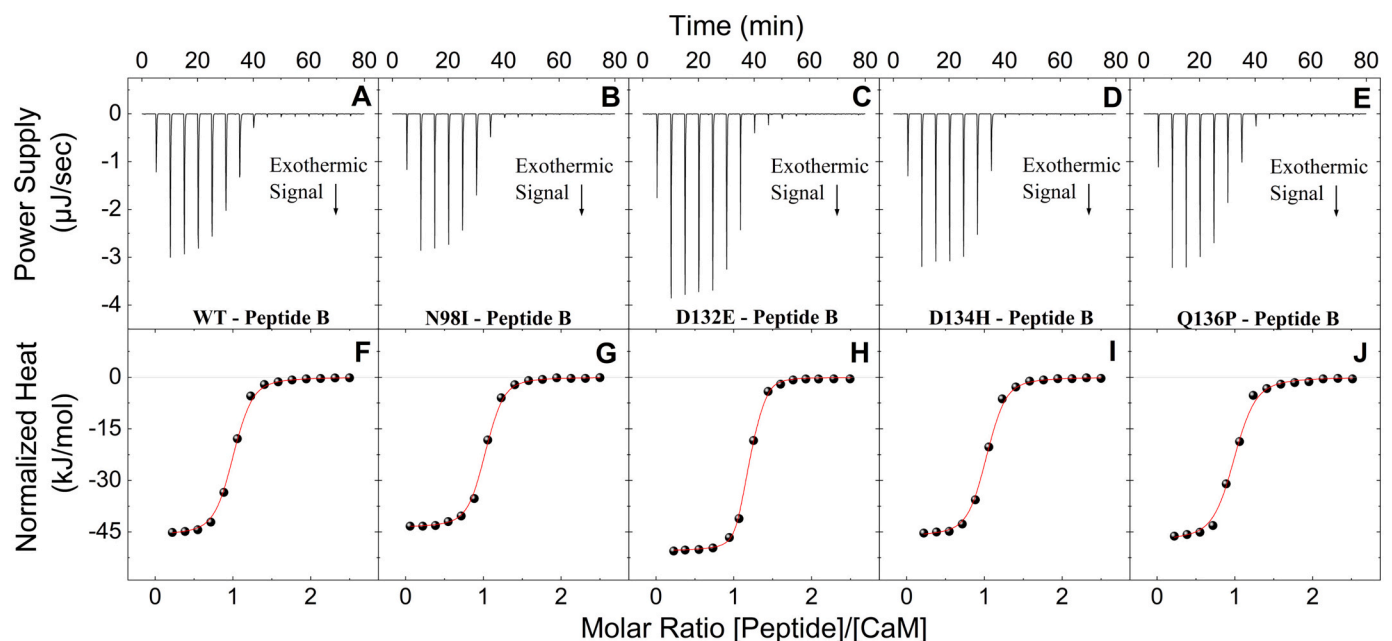 Time (min)
0 20 40 60 80 0 20 40 60 80 0 20 40 60 80 0 20 40 60 80 0 20 40 60 80
A B C D E
Power Supply
(µJ/sec)
0
-1
-2
-3
-4
Exothermic
Signal
Exothermic
Signal
Exothermic
Signal
Exothermic
Signal
Exothermic
Signal
WT - Peptide B
N98I - Peptide B
D132E - Peptide B
D134H - Peptide B
Q136P - Peptide B
F G H I J
Normalized Heat
(kJ/mol)
0
-15
-30
-45
0 1 2 0 1 2 0 1 2 0 1 2 0 1 2
Molar Ratio [Peptide]/[CaM]